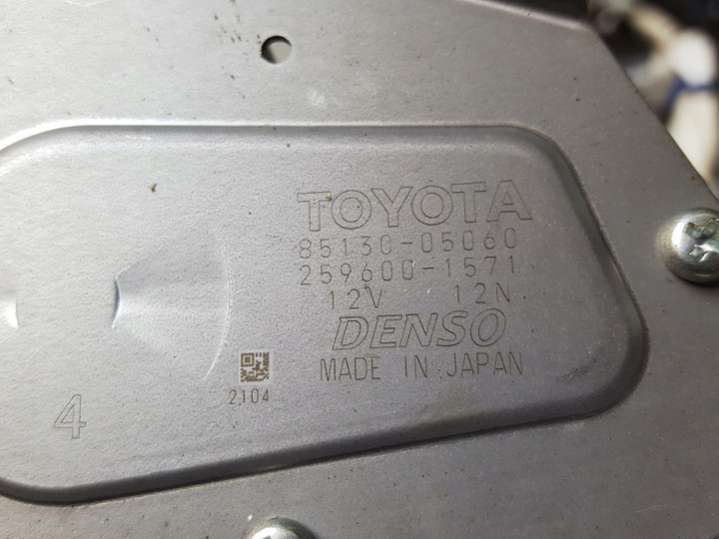 TOYOTA
85130-05060
259600-1571
12V 12N
DENSO
MADE IN JAPAN
2104
4